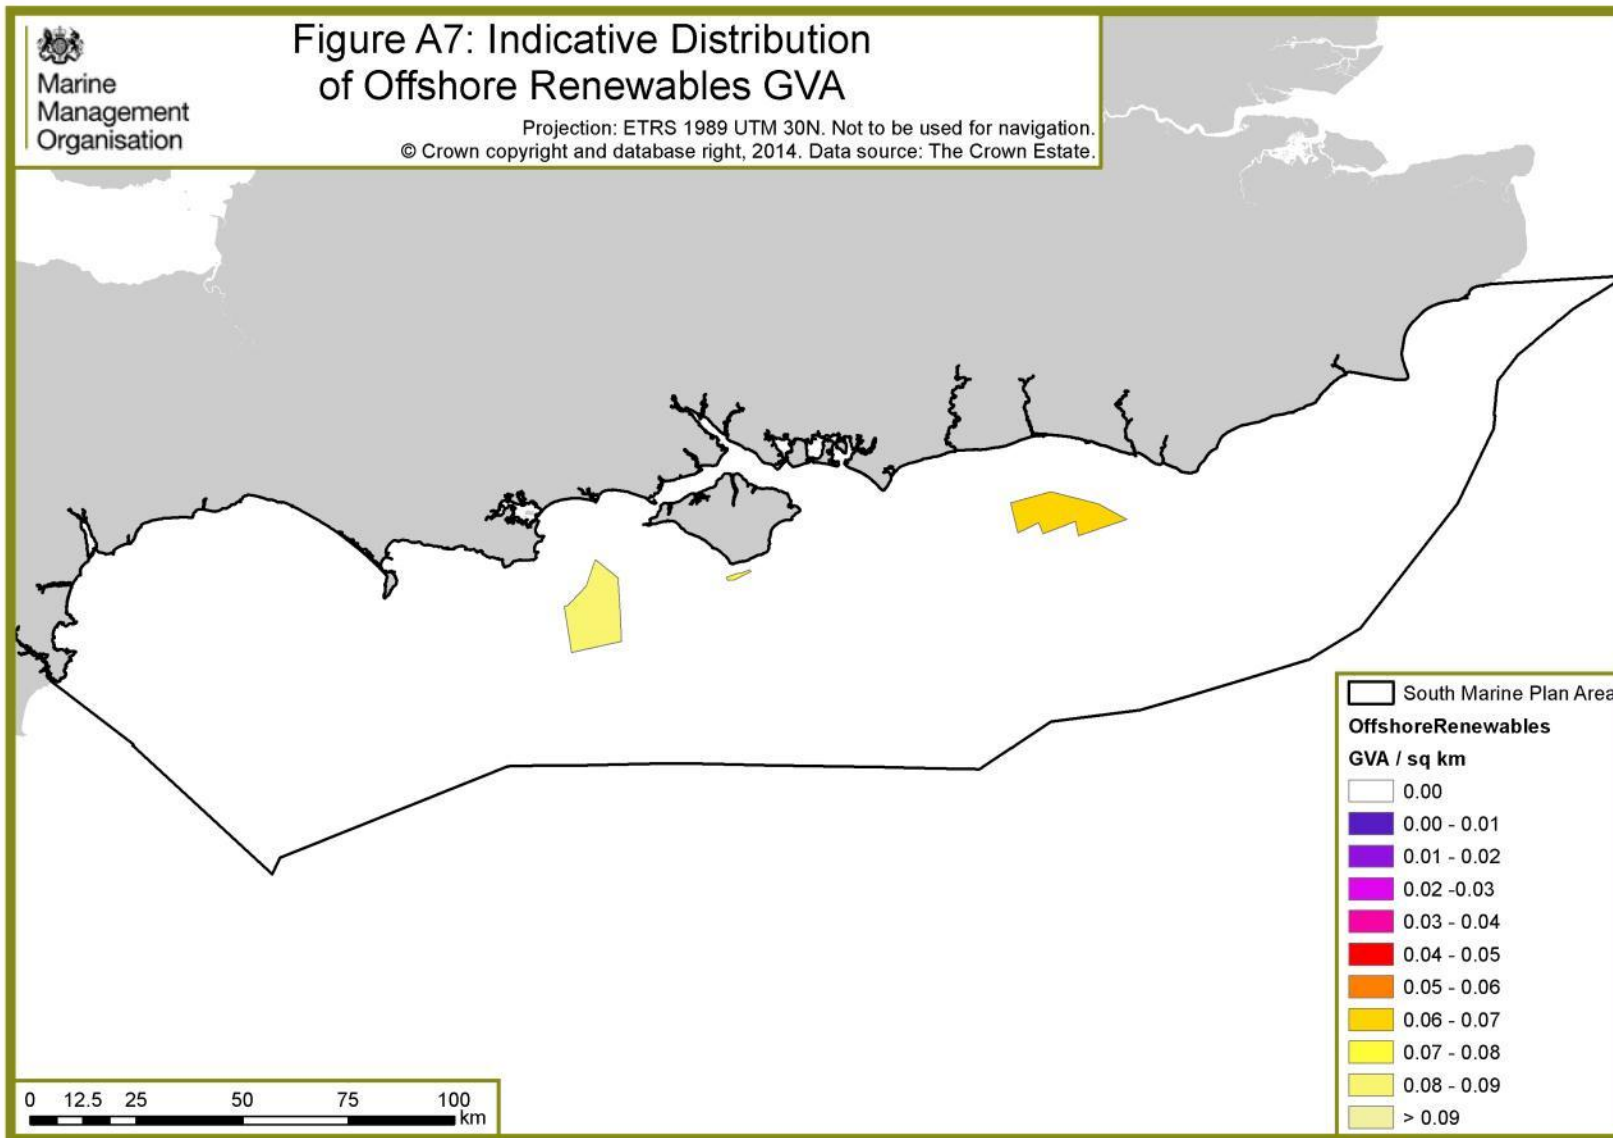 Marine
Management
Organisation
Figure A7: Indicative Distribution
of Offshore Renewables GVA
Projection: ETRS 1989 UTM 30N. Not to be used for navigation.
© Crown copyright and database right, 2014. Data source: The Crown Estate.
South Marine Plan Area
OffshoreRenewables
GVA / sq km
0.00
0.00 - 0.01
0.01 - 0.02
0.02 -0.03
0.03 - 0.04
0.04 - 0.05
0.05 - 0.06
0.06 - 0.07
0.07 - 0.08
0.08 - 0.09
> 0.09
0 12.5 25 50 75 100
km